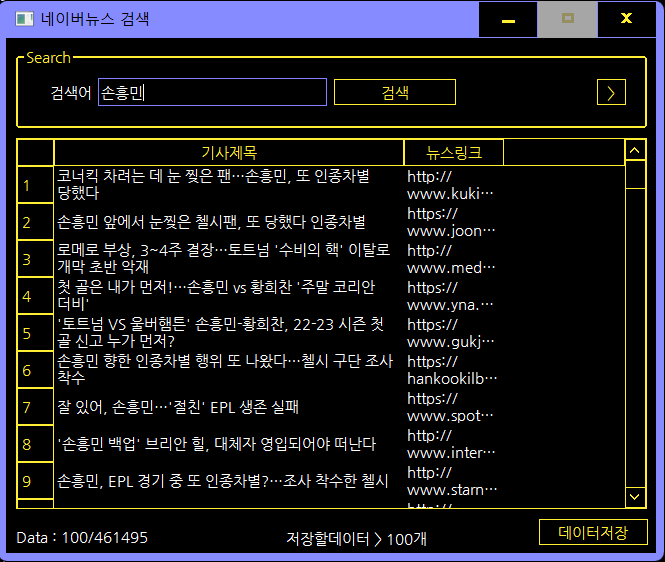 네이버뉴스 검색
Search
검색어 손흥민 검색 >
기사제목 뉴스링크
1 코너킥 차려는 데 눈 찢은 팬…손흥민, 또 인종차별 http://
당했다 www.kuki…
2 손흥민 앞에서 눈찢은 첼시팬, 또 당했다 인종차별 https://
www.joon…
3 로메로 부상, 3~4주 결장…토트넘 '수비의 핵' 이탈로 http://
개막 초반 악재 www.med…
4 첫 골은 내가 먼저!…손흥민 vs 황희찬 '주말 코리안 https://
더비' www.yna.…
5 '토트넘 VS 울버햄튼' 손흥민-황희찬, 22-23 시즌 첫 https://
골 신고 누가 먼저? www.gukj…
6 손흥민 향한 인종차별 행위 또 나왔다…첼시 구단 조사 https://
착수 hankookilb…
7 잘 있어, 손흥민…'절친' EPL 생존 실패 https://
www.spot…
8 '손흥민 백업' 브리안 힐, 대체자 영입되어야 떠난다 http://
www.inter…
9 손흥민, EPL 경기 중 또 인종차별?…조사 착수한 첼시 http://
www.starn…
Data : 100/461495 저장할데이터 > 100개 데이터저장